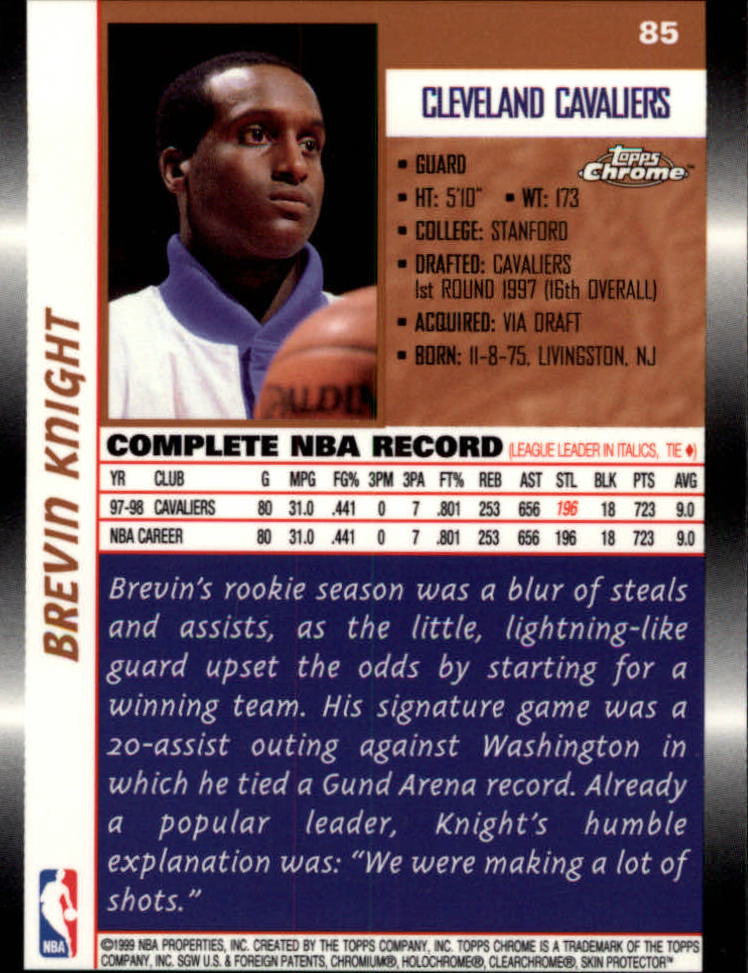 85
CLEVELAND CAVALIERS
Topps
Chrome™
▪ GUARD
▪ HT: 5'10" ▪ WT: 173
▪ COLLEGE: STANFORD
▪ DRAFTED: CAVALIERS
1st ROUND 1997 (16th OVERALL)
▪ ACQUIRED: VIA DRAFT
▪ BORN: 11-8-75, LIVINGSTON, NJ
PALDIN
BREVIN KNIGHT
COMPLETE NBA RECORD (LEAGUE LEADER IN ITALICS, TIE ♦)
YR CLUB G MPG FG% 3PM 3PA FT% REB AST STL BLK PTS AVG
97-98 CAVALIERS 80 31.0 .441 0 7 .801 253 656 196 18 723 9.0
NBA CAREER 80 31.0 .441 0 7 .801 253 656 196 18 723 9.0
Brevin's rookie season was a blur of steals
and assists, as the little, lightning-like
guard upset the odds by starting for a
winning team. His signature game was a
20-assist outing against Washington in
which he tied a Gund Arena record. Already
a popular leader, Knight's humble
explanation was: "We were making a lot of
shots."
NBA
©1999 NBA PROPERTIES, INC. CREATED BY THE TOPPS COMPANY, INC. TOPPS CHROME IS A TRADEMARK OF THE TOPPS
COMPANY, INC. SGW U.S. & FOREIGN PATENTS, CHROMIUM®, HOLOCHROME®, CLEARCHROME®, SKIN PROTECTOR™